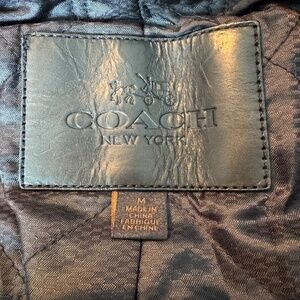 COACH
NEW YORK
M
MADE IN
CHINA
FABRIQUÉ
EN CHINE